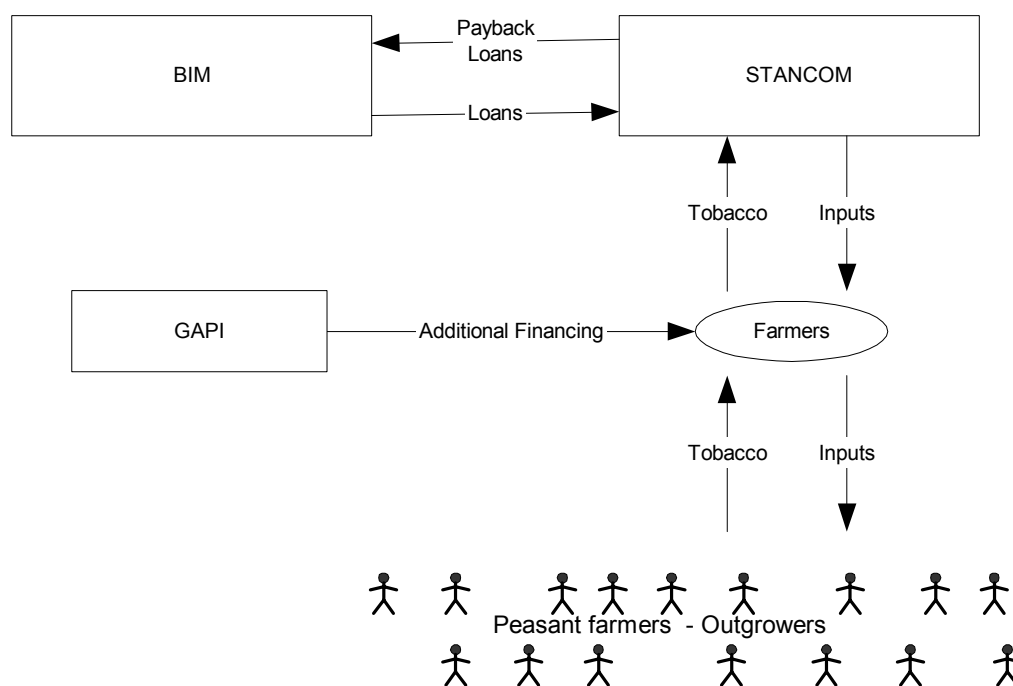 Payback
Loans
BIM
STANCOM
Loans
Tobacco
Inputs
GAPI
Additional Financing
Farmers
Tobacco
Inputs
Peasant farmers - Outgrowers